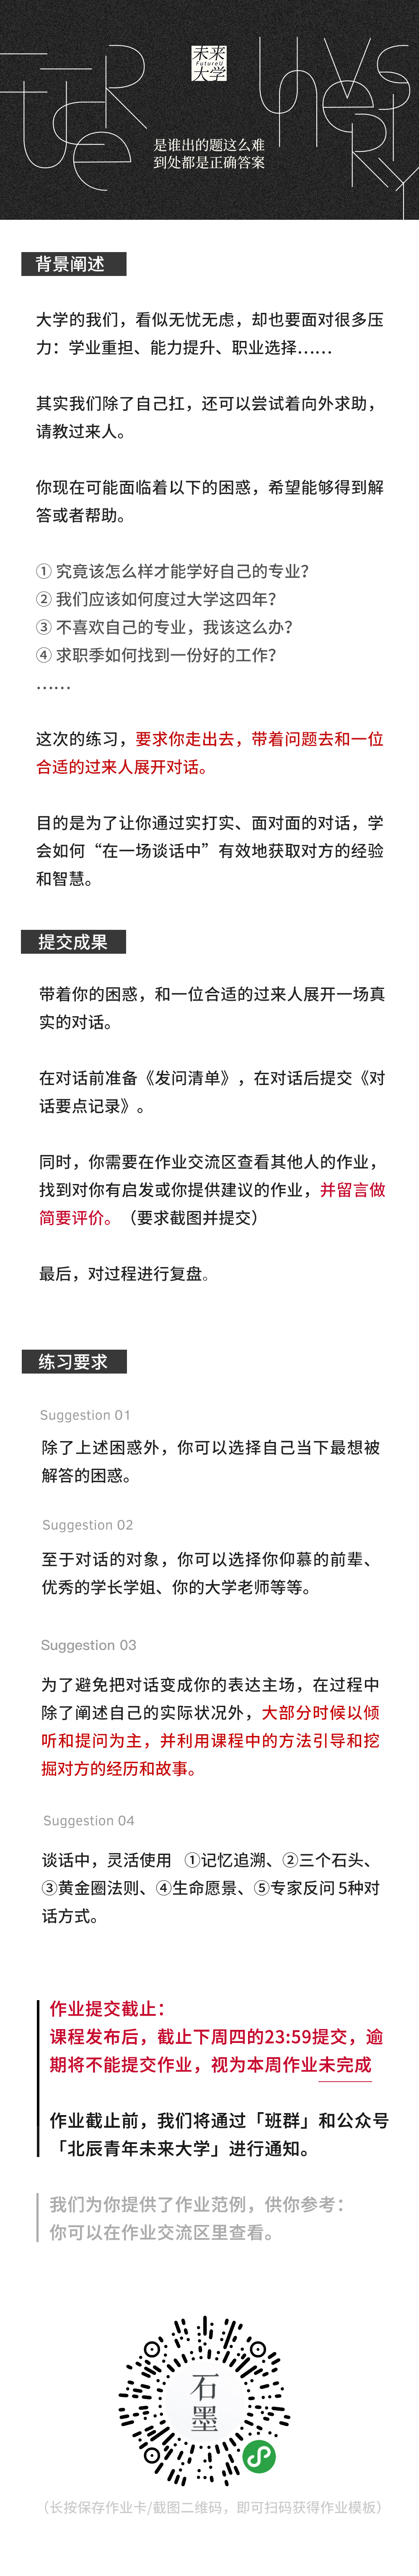 FUTURE
UNIVERSITY
未来
FutureU
大学
是谁出的题这么难
到处都是正确答案
背景阐述
大学的我们，看似无忧无虑，却也要面对很多压
力：学业重担、能力提升、职业选择……
其实我们除了自己扛，还可以尝试着向外求助，
请教过来人。
你现在可能面临着以下的困惑，希望能够得到解
答或者帮助。
① 究竟该怎么样才能学好自己的专业？
② 我们应该如何度过大学这四年？
③ 不喜欢自己的专业，我该这么办？
④ 求职季如何找到一份好的工作？
……
这次的练习，要求你走出去，带着问题去和一位
合适的过来人展开对话。
目的是为了让你通过实打实、面对面的对话，学
会如何“在一场谈话中”有效地获取对方的经验
和智慧。
提交成果
带着你的困惑，和一位合适的过来人展开一场真
实的对话。
在对话前准备《发问清单》，在对话后提交《对
话要点记录》。
同时，你需要在作业交流区查看其他人的作业，
找到对你有启发或你提供建议的作业，并留言做
简要评价。（要求截图并提交）
最后，对过程进行复盘。
练习要求
Suggestion 01
除了上述困惑外，你可以选择自己当下最想被
解答的困惑。
Suggestion 02
至于对话的对象，你可以选择你仰慕的前辈、
优秀的学长学姐、你的大学老师等等。
Suggestion 03
为了避免把对话变成你的表达主场，在过程中
除了阐述自己的实际状况外，大部分时候以倾
听和提问为主，并利用课程中的方法引导和挖
掘对方的经历和故事。
Suggestion 04
谈话中，灵活使用 ①记忆追溯、②三个石头、
③黄金圈法则、④生命愿景、⑤专家反问 5种对
话方式。
作业提交截止：
课程发布后，截止下周四的23:59提交，逾
期将不能提交作业，视为本周作业未完成
作业截止前，我们将通过「班群」和公众号
「北辰青年未来大学」进行通知。
我们为你提供了作业范例，供你参考：
你可以在作业交流区里查看。
石
墨
（长按保存作业卡/截图二维码，即可扫码获得作业模板）